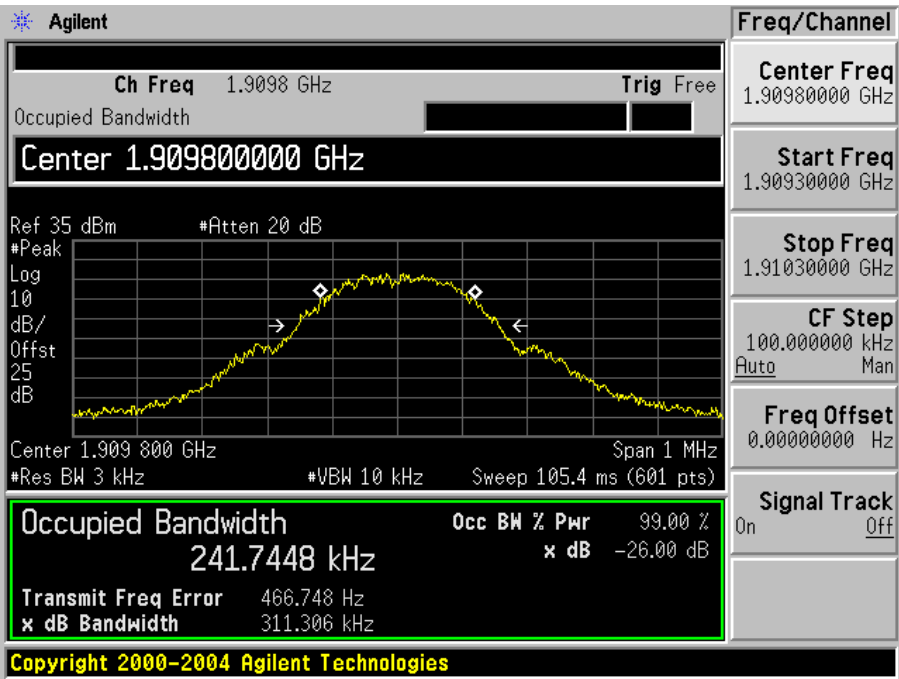 Agilent
Freq/Channel
Ch Freq 1.9098 GHz Trig Free
Occupied Bandwidth
Center 1.909800000 GHz
Ref 35 dBm #Atten 20 dB
#Peak
Log
10
dB/
Offst
25
dB
Center 1.909 800 GHz Span 1 MHz
#Res BW 3 kHz #VBW 10 kHz Sweep 105.4 ms (601 pts)
Occupied Bandwidth
241.7448 kHz
Occ BW % Pwr 99.00 %
x dB -26.00 dB
Transmit Freq Error 466.748 Hz
x dB Bandwidth 311.306 kHz
Center Freq
1.90980000 GHz
Start Freq
1.90930000 GHz
Stop Freq
1.91030000 GHz
CF Step
100.000000 kHz
Auto Man
Freq Offset
0.00000000 Hz
Signal Track
On Off
Copyright 2000-2004 Agilent Technologies